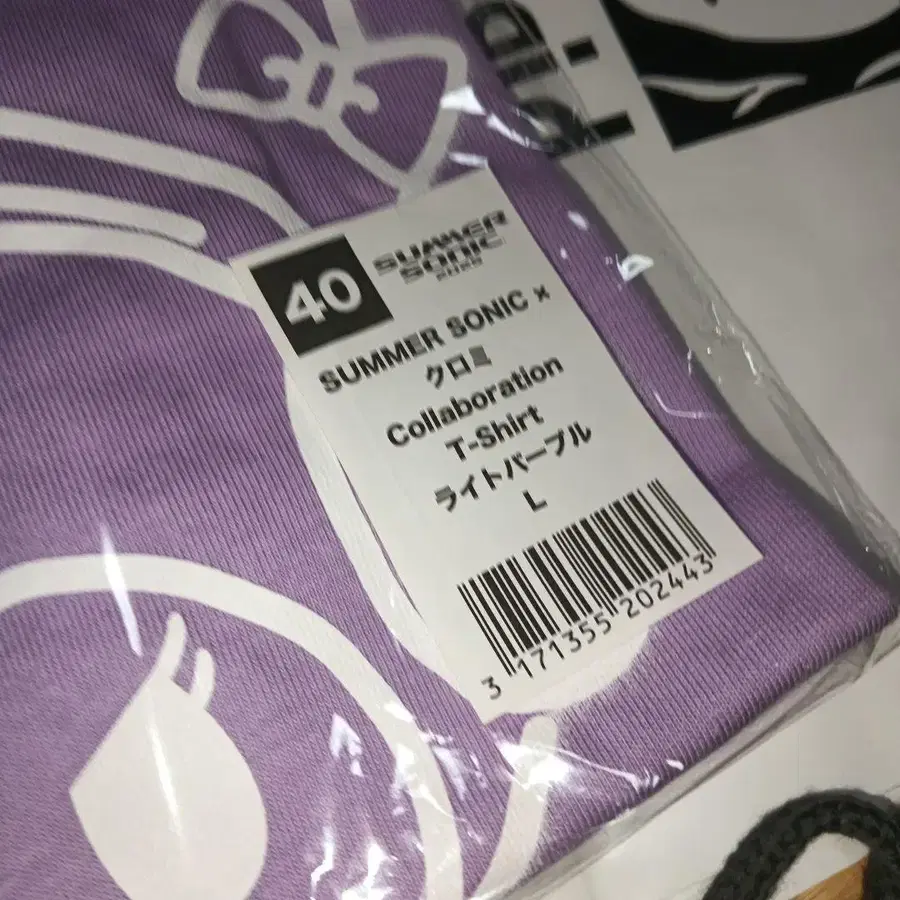 40
SUMMER
SONIC
SUMMER SONIC ×
クロミ
Collaboration
T-Shirt
ライトパープル
L
3 171355 202443